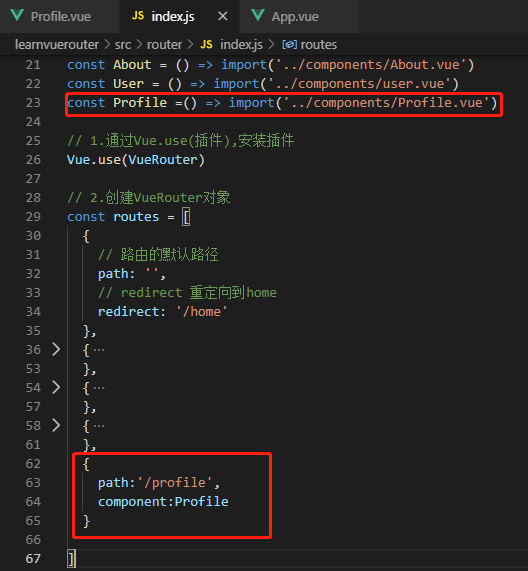 Profile.vue JS index.js × App.vue
learnvuerouter > src > router > JS index.js > routes
21 const About = () => import('../components/About.vue')
22 const User = () => import('../components/user.vue')
23 const Profile =() => import('../components/Profile.vue')
24
25 // 1.通过Vue.use(插件),安装插件
26 Vue.use(VueRouter)
27
28 // 2.创建VueRouter对象
29 const routes = [
30 {
31 // 路由的默认路径
32 path: '',
33 // redirect 重定向到home
34 redirect: '/home'
35 },
36 {…
53 },
54 {…
57 },
58 {…
61 },
62 {
63 path:'/profile',
64 component:Profile
65 }
66
67 ]